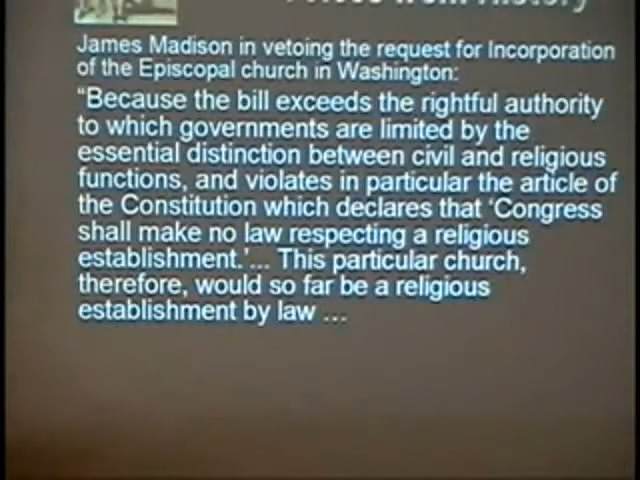 from History
James Madison in vetoing the request for Incorporation
of the Episcopal church in Washington:
“Because the bill exceeds the rightful authority
to which governments are limited by the
essential distinction between civil and religious
functions, and violates in particular the article of
the Constitution which declares that ‘Congress
shall make no law respecting a religious
establishment.’... This particular church,
therefore, would so far be a religious
establishment by law ...